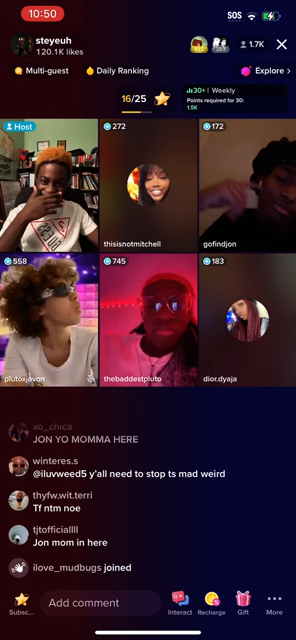 10:50
SOS
steyeuh
120.1K likes
1.7K
Multi-guest
Daily Ranking
Explore >
16/25
30+ | Weekly
Points required for 30:
1.5K
Host
272
172
thisisnotmitchell
gofindjon
558
745
183
plutoxjavon
thebaddestpluto
dior.dyaja
xo_chica
JON YO MOMMA HERE
winteres.s
@iluvweed5 y'all need to stop ts mad weird
thyfw.wit.terri
Tf ntm noe
tjtofficiallll
Jon mom in here
ilove_mudbugs joined
Subsc...
Add comment
Interact
Recharge
Gift
More